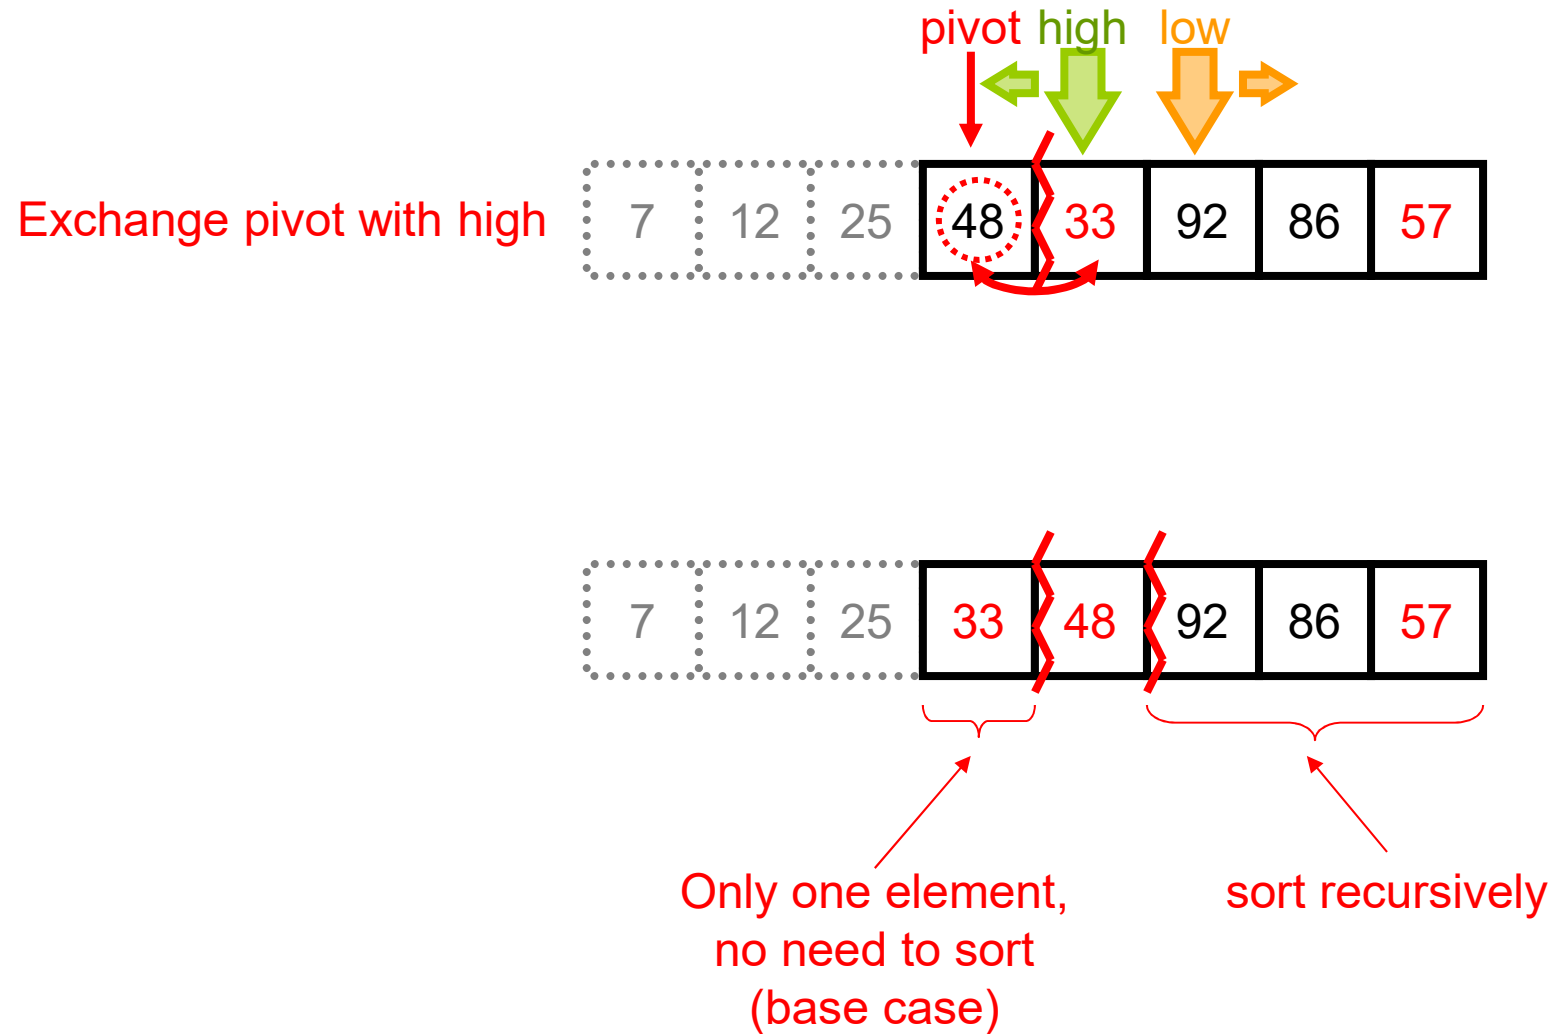 pivot high low
Exchange pivot with high 7 12 25 48 33 92 86 57
7 12 25 33 48 92 86 57
Only one element, sort recursively
no need to sort
(base case)